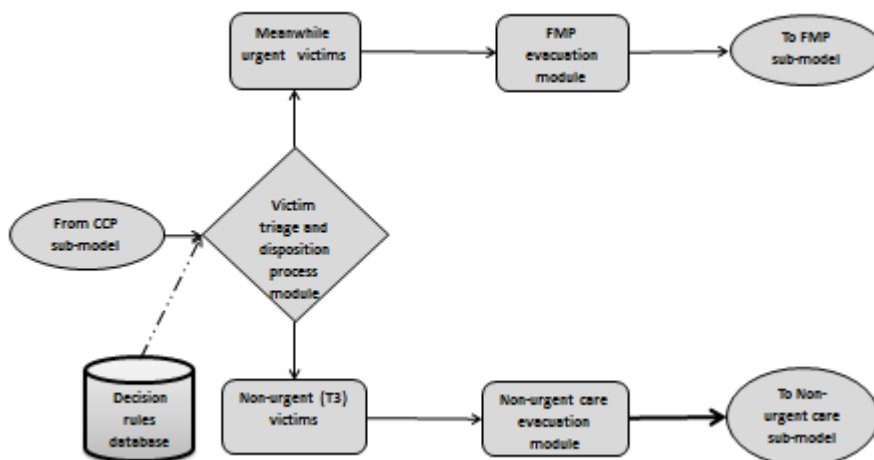 Meanwhile
urgent victims
FMP
evacuation
module
To FMP
sub-model
From CCP
sub-model
Victim
triage and
disposition
process
module
Decision
rules
database
Non-urgent (T3)
victims
Non-urgent care
evacuation
module
To Non-
urgent care
sub-model